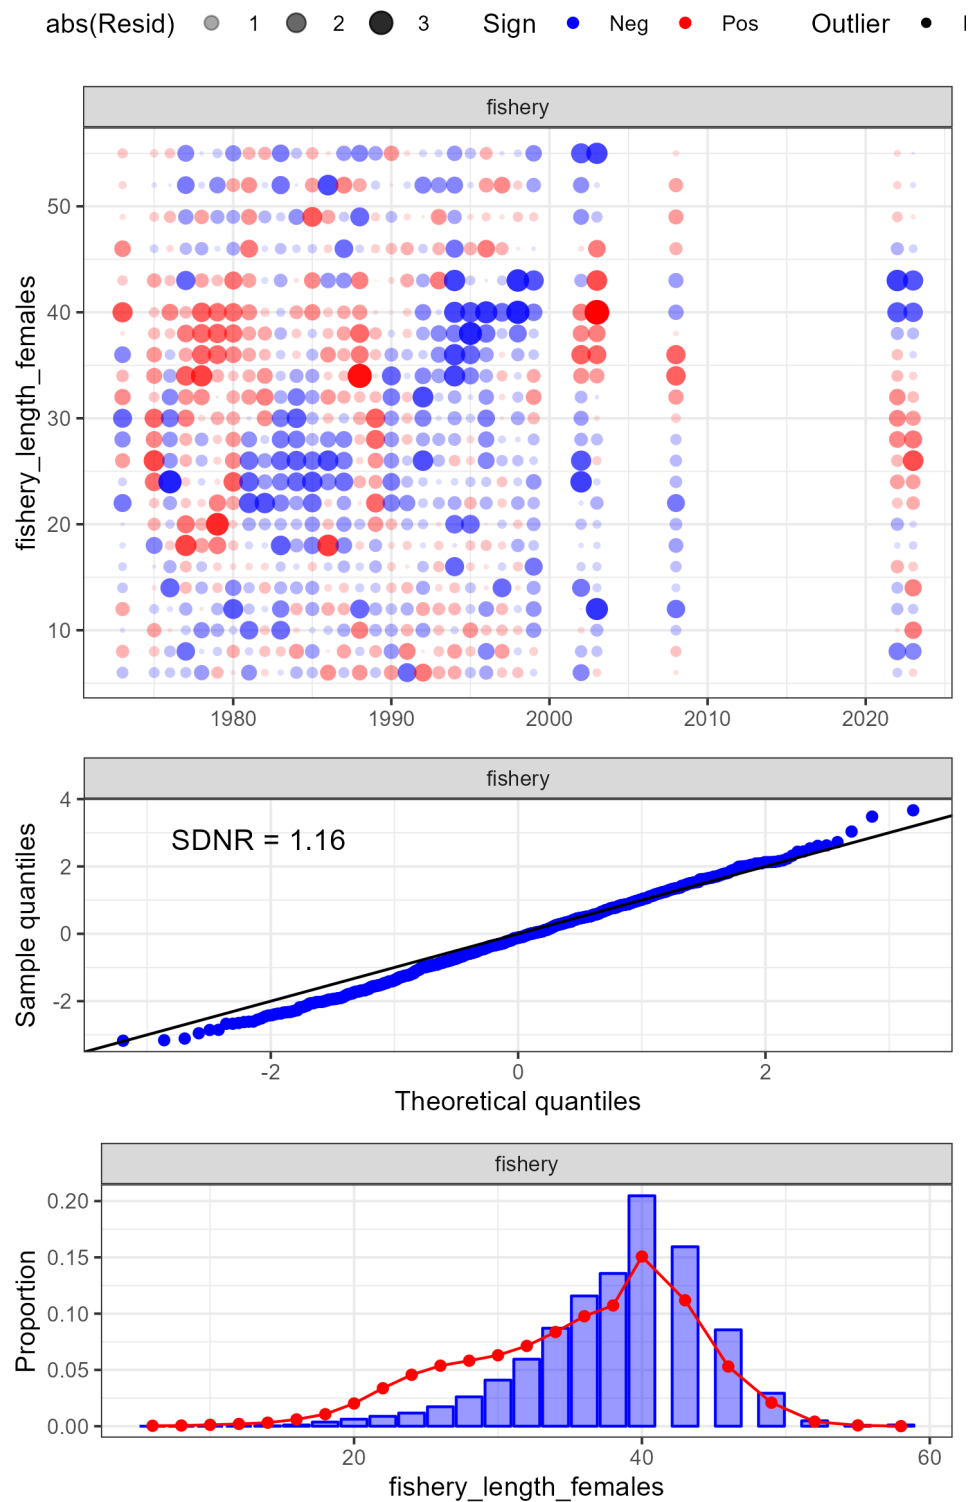 abs(Resid) 1 2 3 Sign Neg Pos Outlier
fishery
fishery_length_females
50
40
30
20
10
1980 1990 2000 2010 2020
fishery
Sample quantiles
4
2
0
-2
SDNR = 1.16
-2 0 2
Theoretical quantiles
fishery
Proportion
0.20
0.15
0.10
0.05
0.00
20 40 60
fishery_length_females